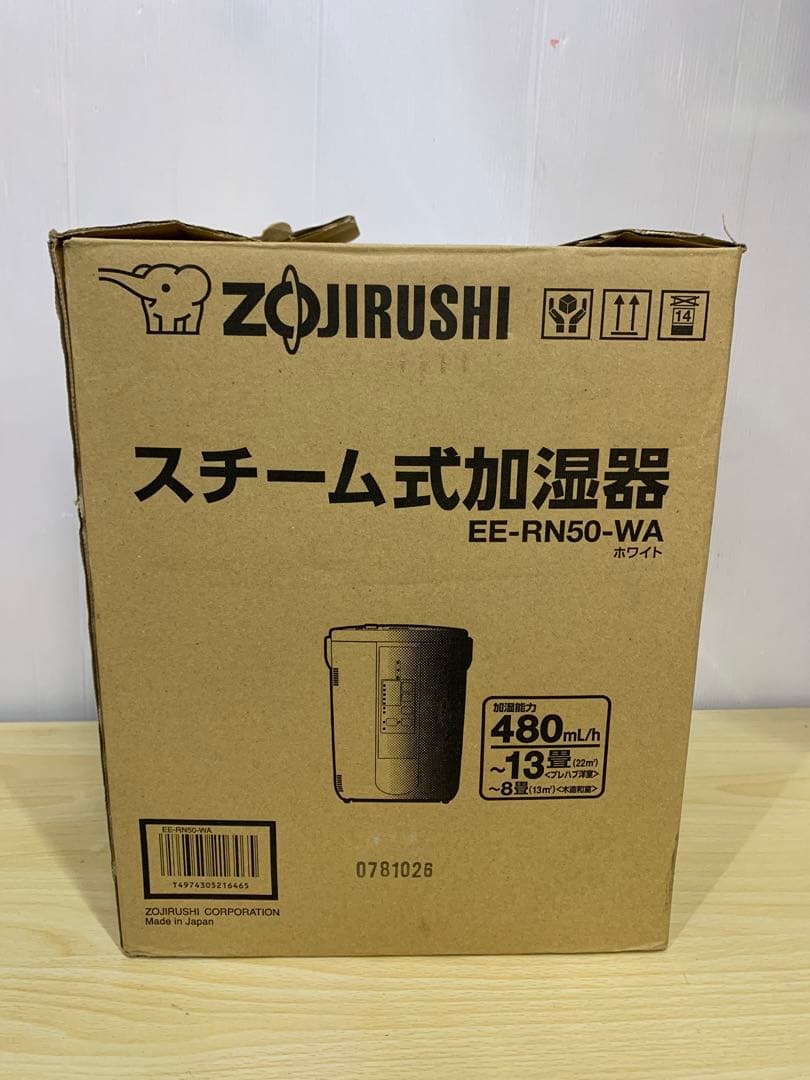 ZOJIRUSHI
14
スチーム式加湿器
EE-RN50-WA
ホワイト
加湿能力
480mL/h
～13畳(22㎡)
<プレハブ洋室>
～8畳(13㎡)<木造和室>
EE-RN50-WA
T4974305216465
0781026
ZOJIRUSHI CORPORATION
Made in Japan